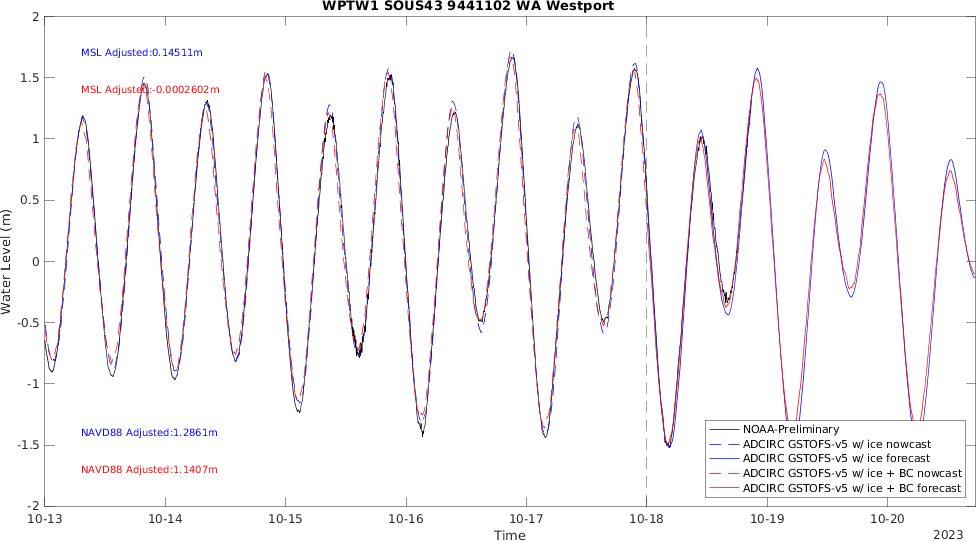 WPTW1 SOUS43 9441102 WA Westport
2
1.5
1
0.5
0
-0.5
-1
-1.5
-2
Water Level (m)
MSL Adjusted:0.14511m
MSL Adjusted:-0.0002602m
NAVD88 Adjusted:1.2861m
NAVD88 Adjusted:1.1407m
NOAA-Preliminary
ADCIRC GSTOFS-v5 w/ ice nowcast
ADCIRC GSTOFS-v5 w/ ice forecast
ADCIRC GSTOFS-v5 w/ ice + BC nowcast
ADCIRC GSTOFS-v5 w/ ice + BC forecast
10-13 10-14 10-15 10-16 10-17 10-18 10-19 10-20
Time
2023